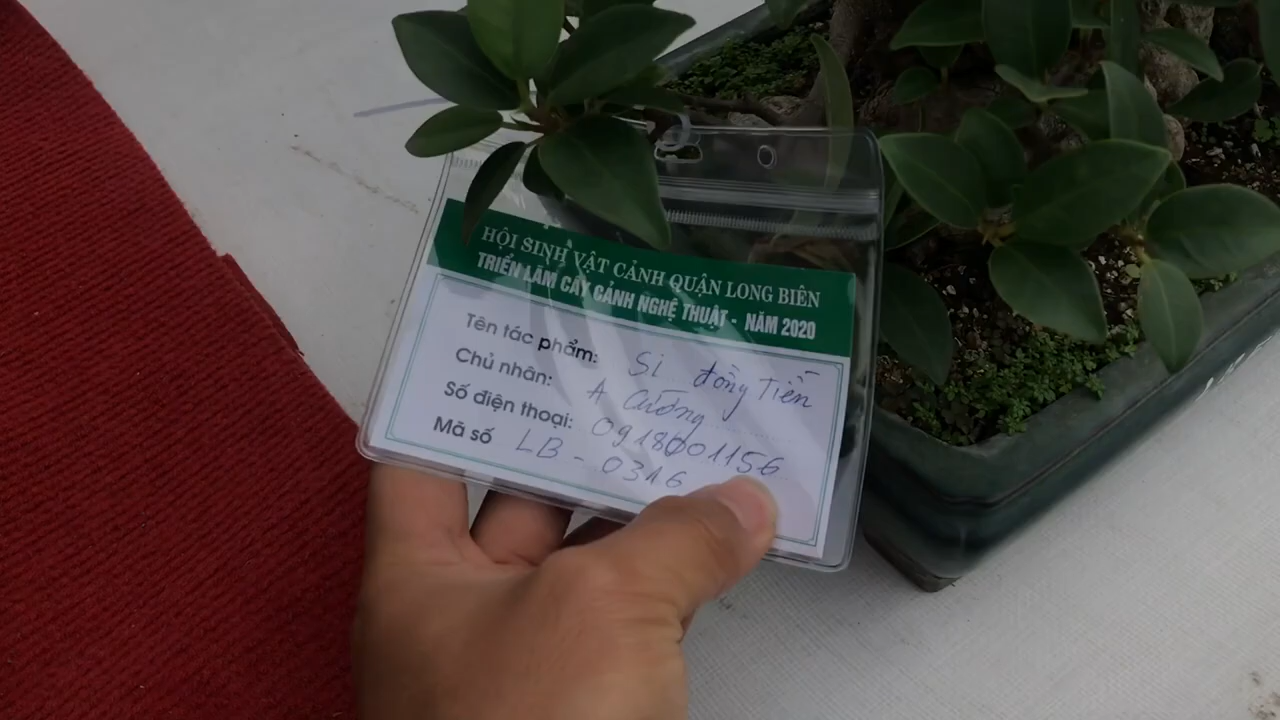 HỘI SINH VẬT CẢNH QUẬN LONG BIÊN
TRIỂN LÃM CÂY CẢNH NGHỆ THUẬT - NĂM 2020
Tên tác phẩm: Si đồng Tiền
Chủ nhân: A Cường
Số điện thoại: 0918001156
Mã số LB - 0316